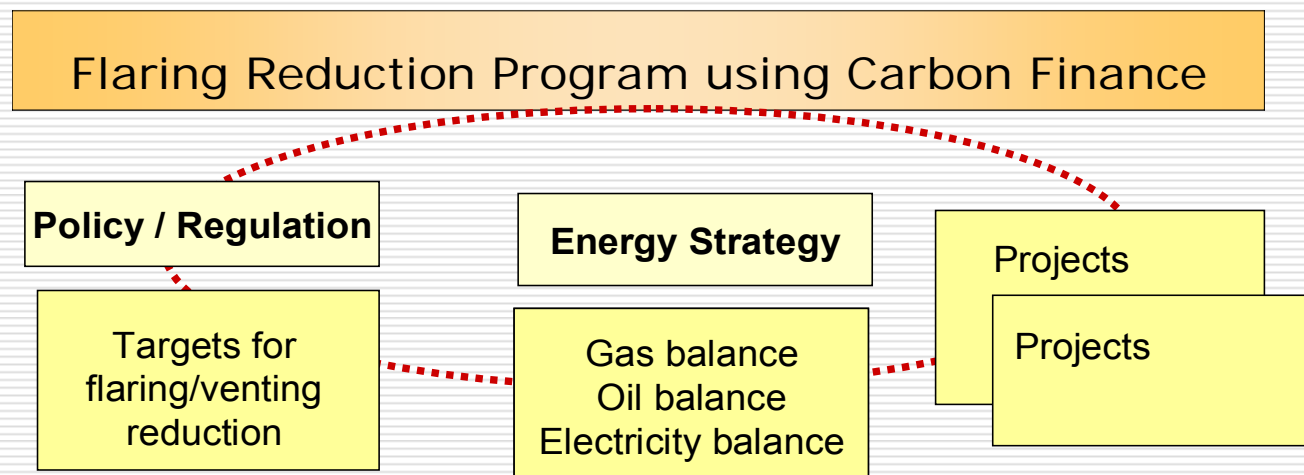 Flaring Reduction Program using Carbon Finance
Policy / Regulation
Targets for
flaring/venting
reduction
Energy Strategy
Gas balance
Oil balance
Electricity balance
Projects
Projects